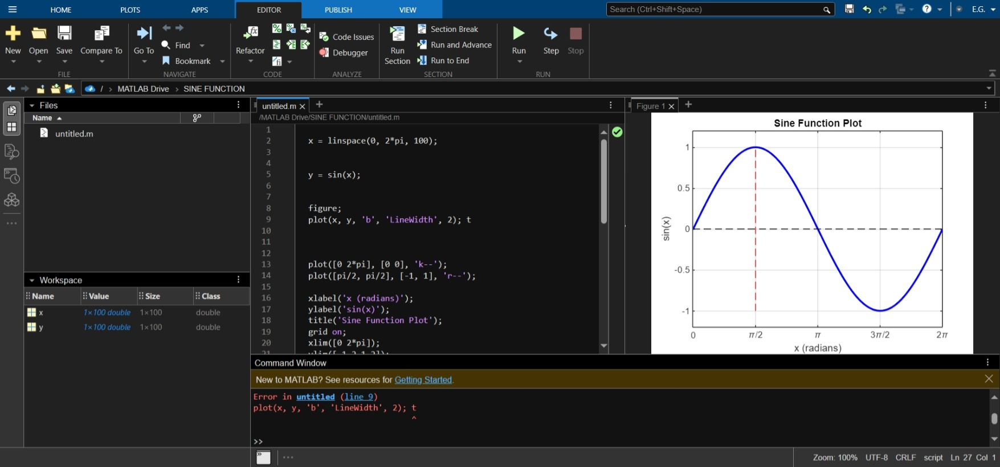 HOME PLOTS APPS EDITOR PUBLISH VIEW Search (Ctrl+Shift+Space) E.G.
New Open Save Compare To
FILE
Go To Find Bookmark
NAVIGATE
Refactor
CODE
Code Issues
Debugger
ANALYZE
Run Section
Section Break
Run and Advance
Run to End
SECTION
Run Step Stop
RUN
/ › MATLAB Drive › SINE FUNCTION
Files
Name
untitled.m
Workspace
Name Value Size Class
x 1×100 double 1×100 double
y 1×100 double 1×100 double
untitled.m
/MATLAB Drive/SINE FUNCTION/untitled.m
1
2 x = linspace(0, 2*pi, 100);
3
4
5 y = sin(x);
6
7
8 figure;
9 plot(x, y, 'b', 'LineWidth', 2); t
10
11
12
13 plot([0 2*pi], [0 0], 'k--');
14 plot([pi/2, pi/2], [-1, 1], 'r--');
15
16 xlabel('x (radians)');
17 ylabel('sin(x)');
18 title('Sine Function Plot');
19 grid on;
20 xlim([0 2*pi]);
Figure 1
Sine Function Plot
1
0.5
0
-0.5
-1
sin(x)
0 π/2 π 3π/2 2π
x (radians)
Command Window
New to MATLAB? See resources for Getting Started.
Error in untitled (line 9)
plot(x, y, 'b', 'LineWidth', 2); t
^
>>
Zoom: 100% UTF-8 CRLF script Ln 27 Col 1